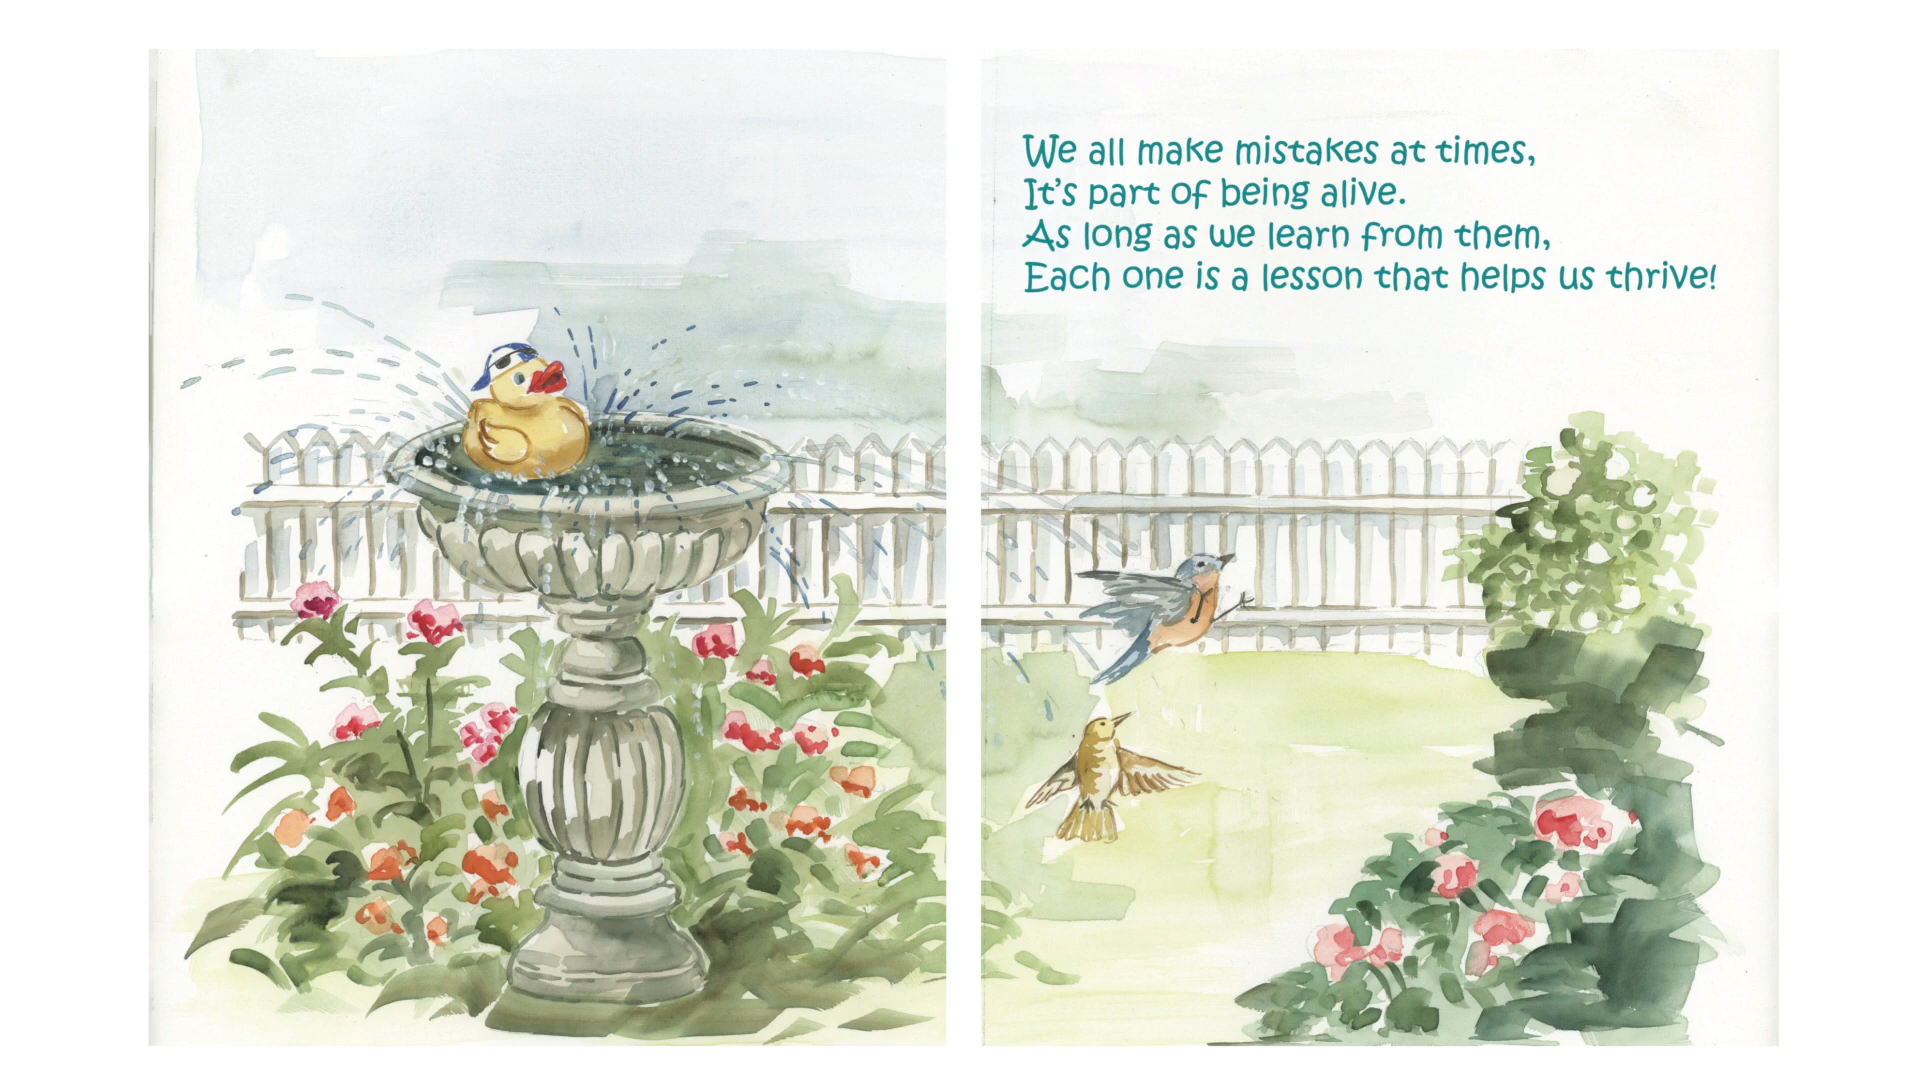 We all make mistakes at times,
It's part of being alive.
As long as we learn from them,
Each one is a lesson that helps us thrive!